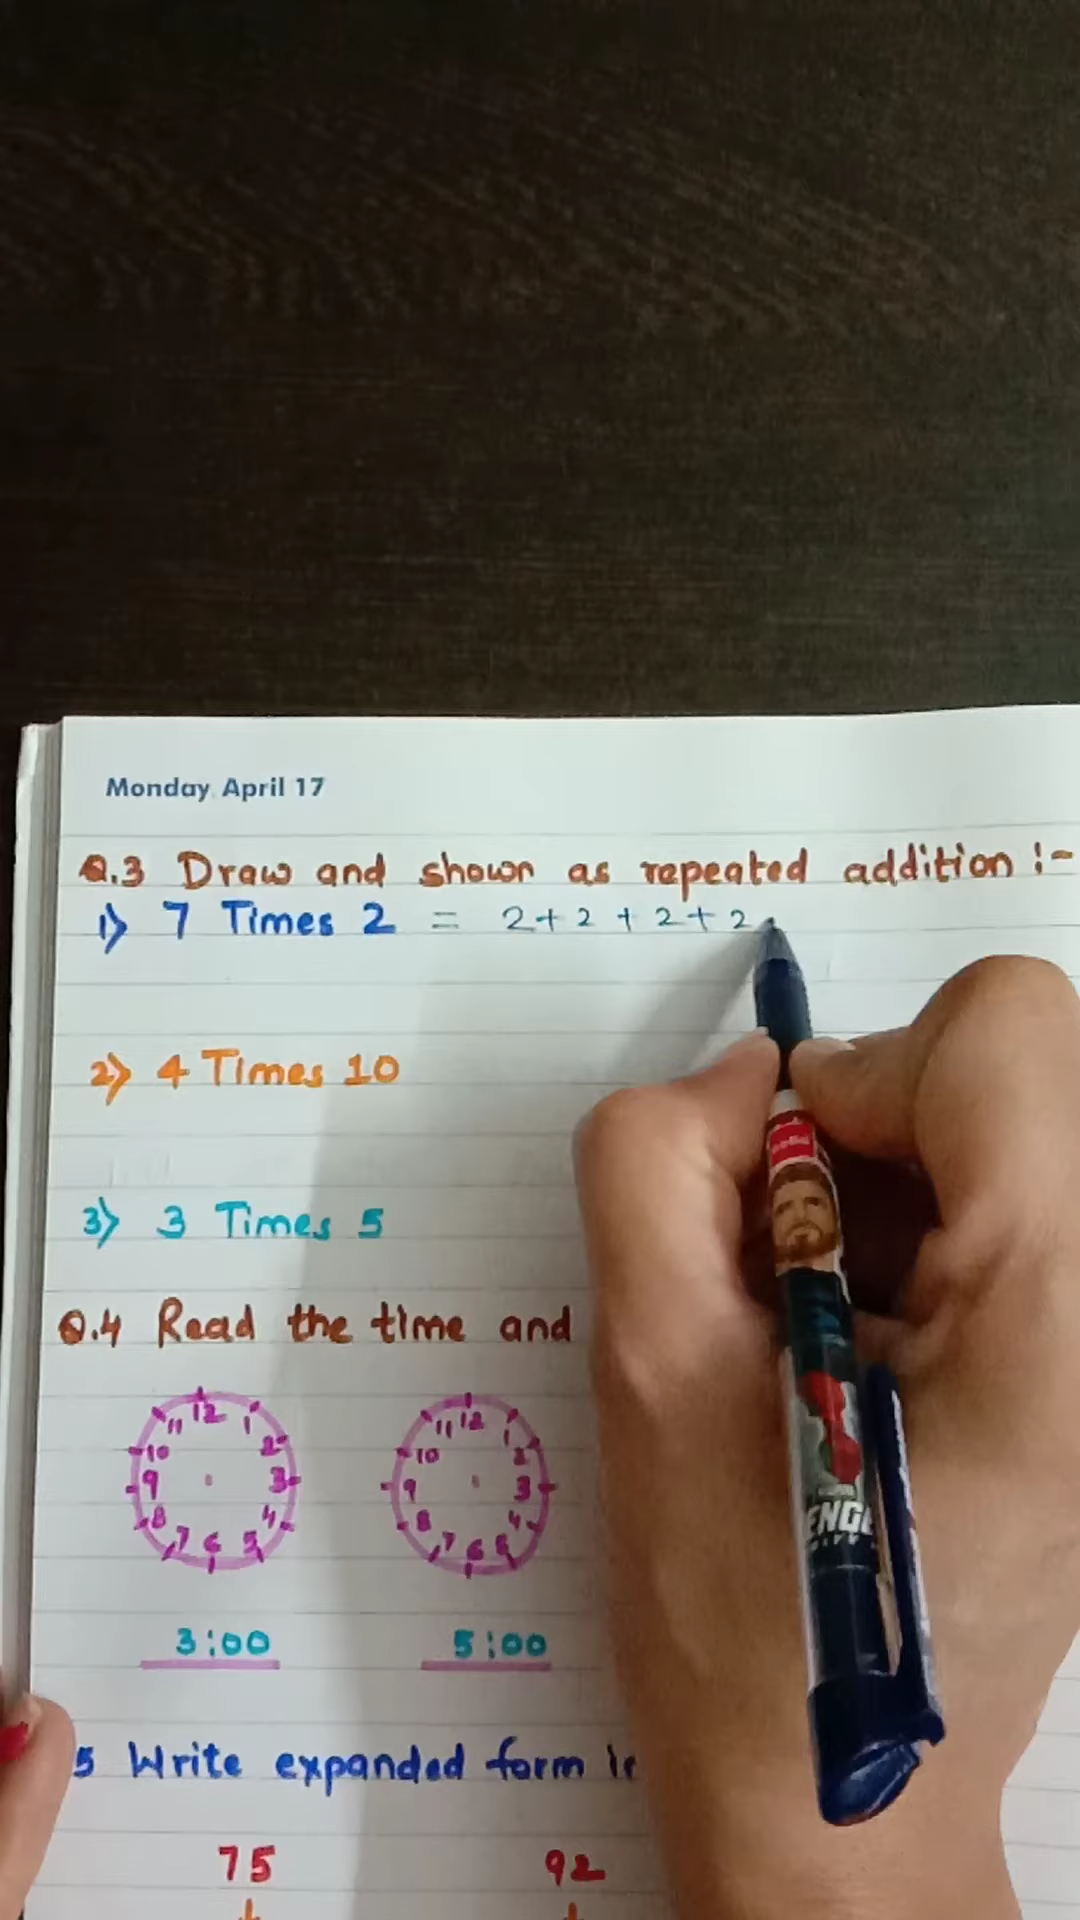 Monday, April 17
Q.3 Draw and shown as repeated addition :-
1) 7 Times 2 = 2+2+2+2
2) 4 Times 10
3) 3 Times 5
Q.4 Read the time and
12 1 2 3 4 5 6 7 8 9 10 11
12 1 2 3 4 5 6 7 8 9 10 11
3:00 5:00
5 Write expanded form
75 92
cello
ENGE